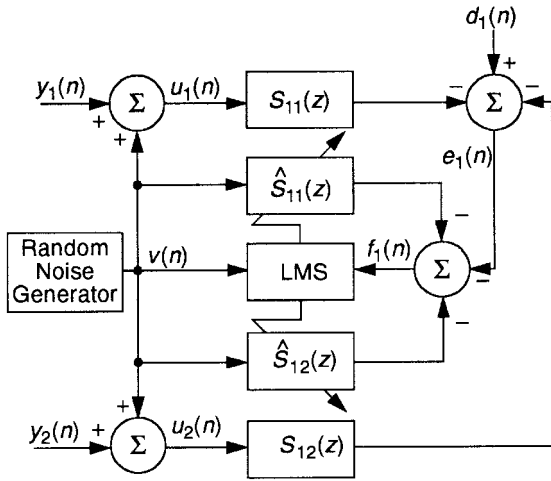 d₁(n)
y₁(n) + + Σ u₁(n) S₁₁(z) − + − Σ
e₁(n)
Ŝ₁₁(z) −
Random
Noise
Generator
v(n) LMS f₁(n) Σ −
Ŝ₁₂(z) −
y₂(n) + + Σ u₂(n) S₁₂(z)